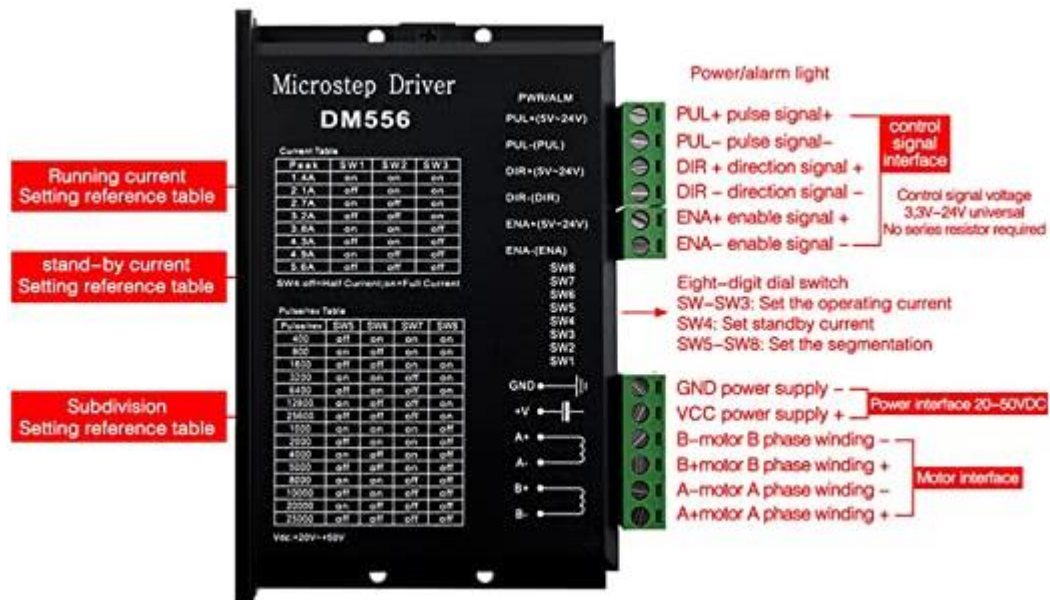 Microstep Driver
DM556
Current Table
Peak SW1 SW2 SW3
1.4A on on on
2.1A off on on
2.7A on off on
3.2A off off on
3.8A on on off
4.3A off on off
4.9A on off off
5.6A off off off
SW4 off=Half Current;on=Full Current
Pulse/rev Table
Pulse/rev SW5 SW6 SW7 SW8
400 off on on on
800 on off on on
1600 off off on on
3200 on on off on
6400 off on off on
12800 on off off on
25600 off off off on
1000 on on on off
2000 off on on off
4000 on off on off
5000 off off on off
8000 on on off off
10000 off on off off
20000 on off off off
25000 off off off off
Vdc:+20V~+50V
PWR/ALM
PUL+(5V~24V)
PUL-(PUL)
DIR+(5V~24V)
DIR-(DIR)
ENA+(5V~24V)
ENA-(ENA)
SW8
SW7
SW6
SW5
SW4
SW3
SW2
SW1
GND
+V
A+
A-
B+
B-
Running current
Setting reference table
stand-by current
Setting reference table
Subdivision
Setting reference table
Power/alarm light
PUL+ pulse signal+
PUL- pulse signal-
DIR + direction signal +
DIR - direction signal -
ENA+ enable signal +
ENA- enable signal -
control
signal
interface
Control signal voltage
3,3V-24V universal
No series resistor required
Eight-digit dial switch
SW-SW3: Set the operating current
SW4: Set standby current
SW5-SW8: Set the segmentation
GND power supply -
VCC power supply +
Power interface 20-50VDC
B-motor B phase winding -
B+motor B phase winding +
A-motor A phase winding -
A+motor A phase winding +
Motor interface